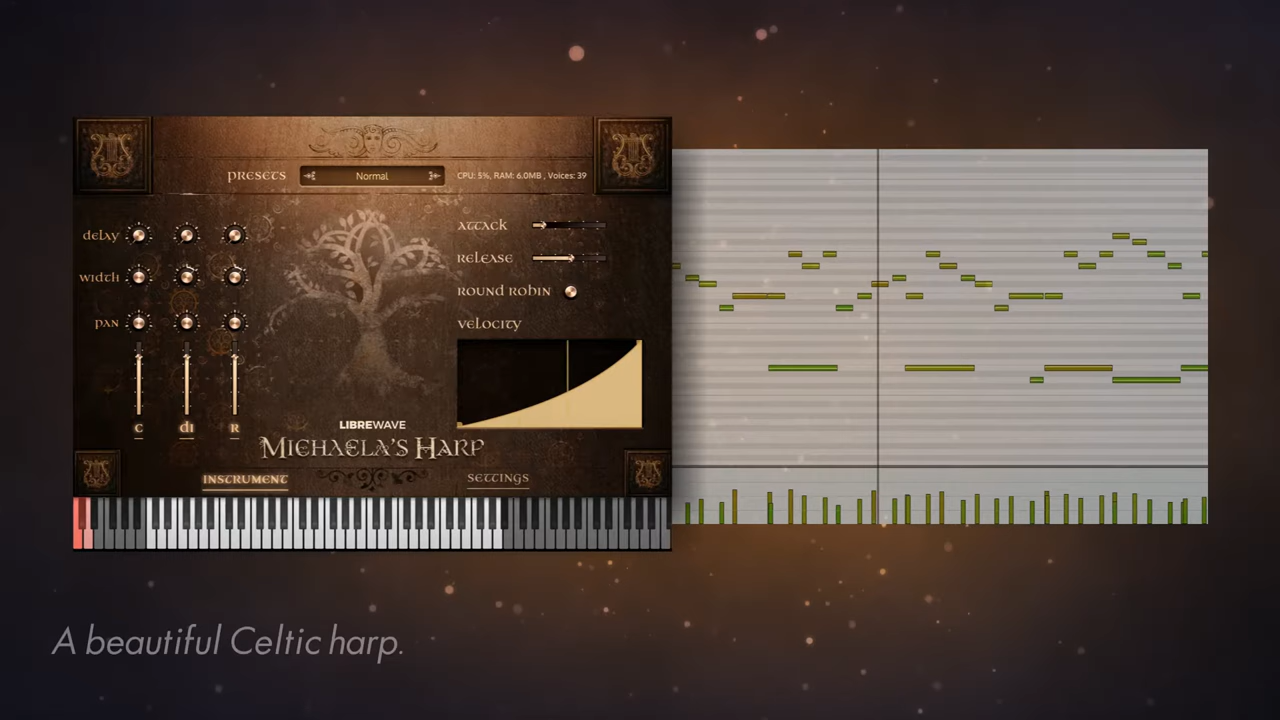 PRESETS
Normal
CPU: 5%, RAM: 6.0MB , Voices: 39
DELAY
WIDTH
PAN
C
DI
R
ATTACK
RELEASE
ROUND ROBIN
VELOCITY
LIBREWAVE
MICHAELA'S HARP
INSTRUMENT
SETTINGS
A beautiful Celtic harp.